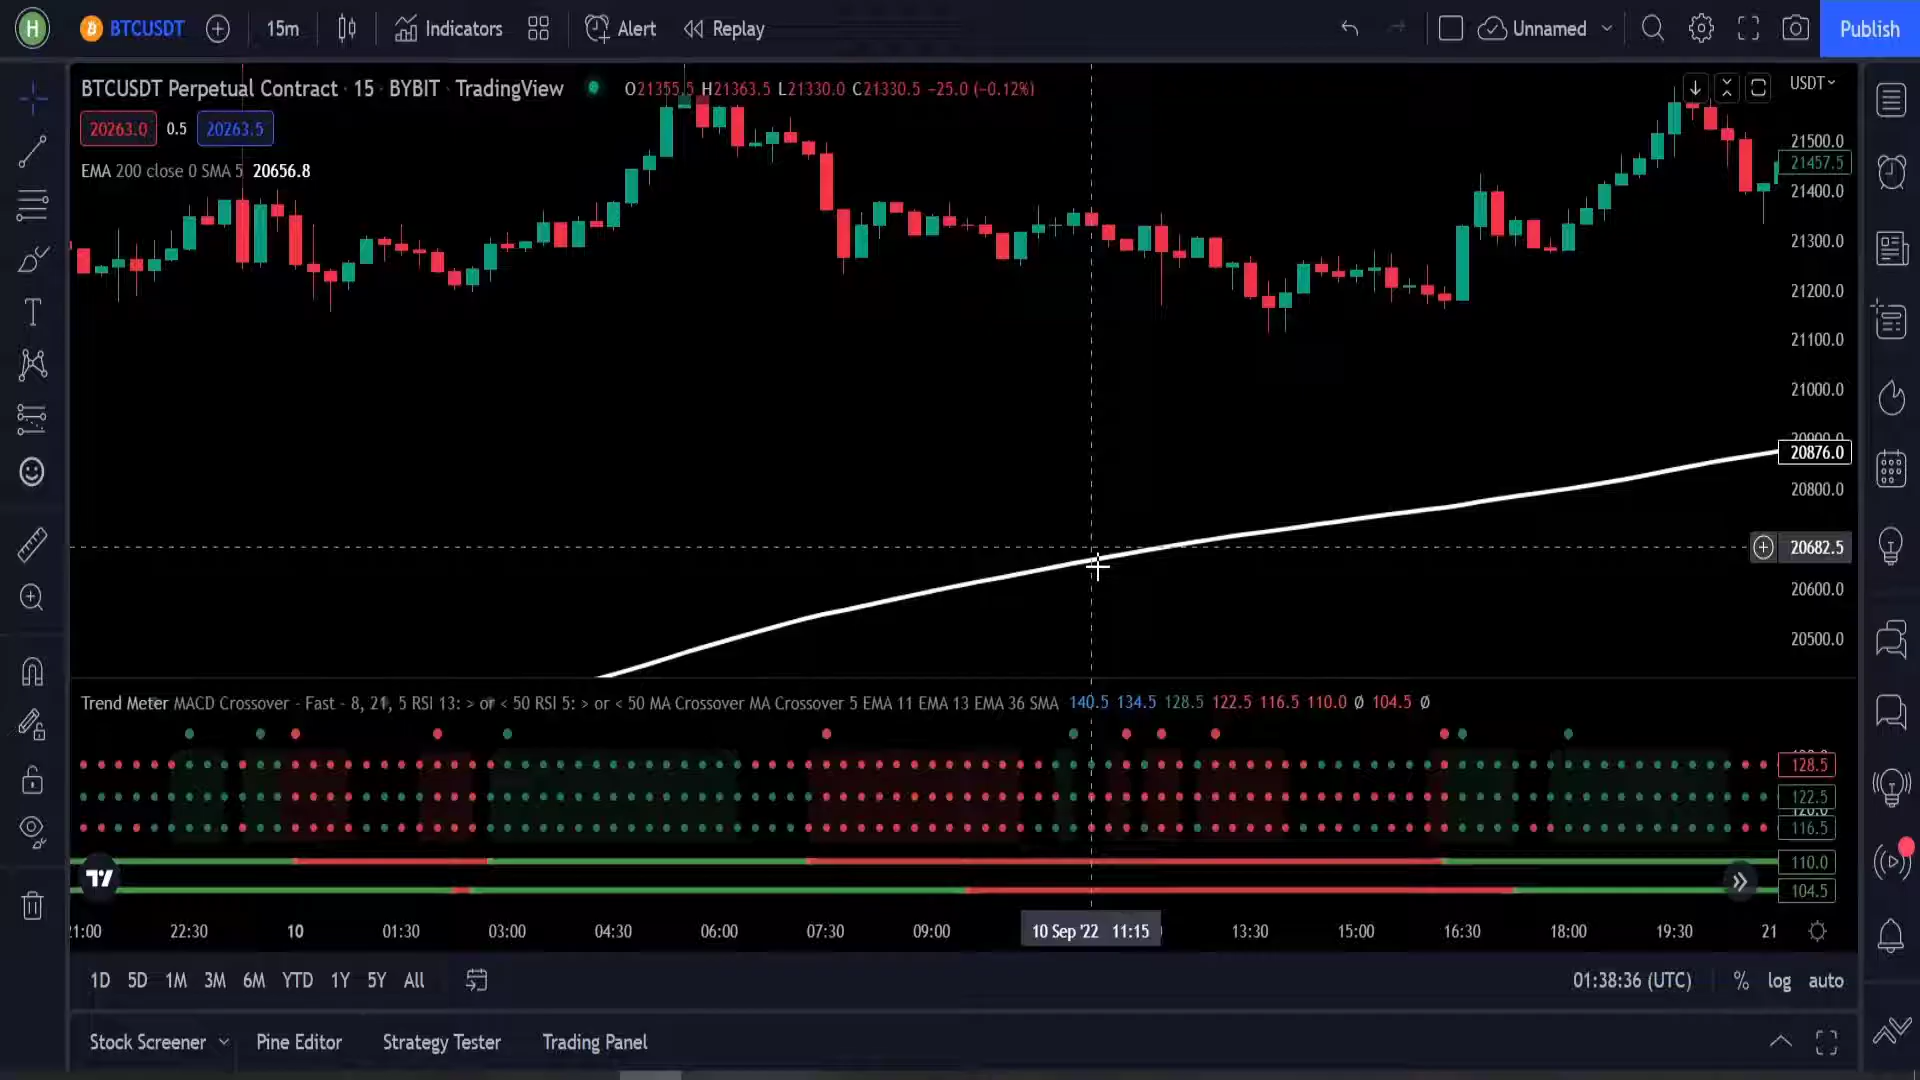 H BTCUSDT 15m Indicators Alert Replay Unnamed Publish
BTCUSDT Perpetual Contract · 15 · BYBIT · TradingView O21355.5 H21363.5 L21330.0 C21330.5 −25.0 (−0.12%) USDT
20263.0 0.5 20263.5
EMA 200 close 0 SMA 5 20656.8
21500.0
21457.5
21400.0
21300.0
21200.0
21100.0
21000.0
20900.0
20876.0
20800.0
20682.5
20600.0
20500.0
Trend Meter MACD Crossover - Fast - 8, 21, 5 RSI 13: > or < 50 RSI 5: > or < 50 MA Crossover MA Crossover 5 EMA 11 EMA 13 EMA 36 SMA 140.5 134.5 128.5 122.5 116.5 110.0 Ø 104.5 Ø
128.5
122.5
116.5
110.0
104.5
22:30 10 01:30 03:00 04:30 06:00 07:30 09:00 10 Sep '22 11:15 13:30 15:00 16:30 18:00 19:30 21
1D 5D 1M 3M 6M YTD 1Y 5Y All 01:38:36 (UTC) % log auto
Stock Screener Pine Editor Strategy Tester Trading Panel